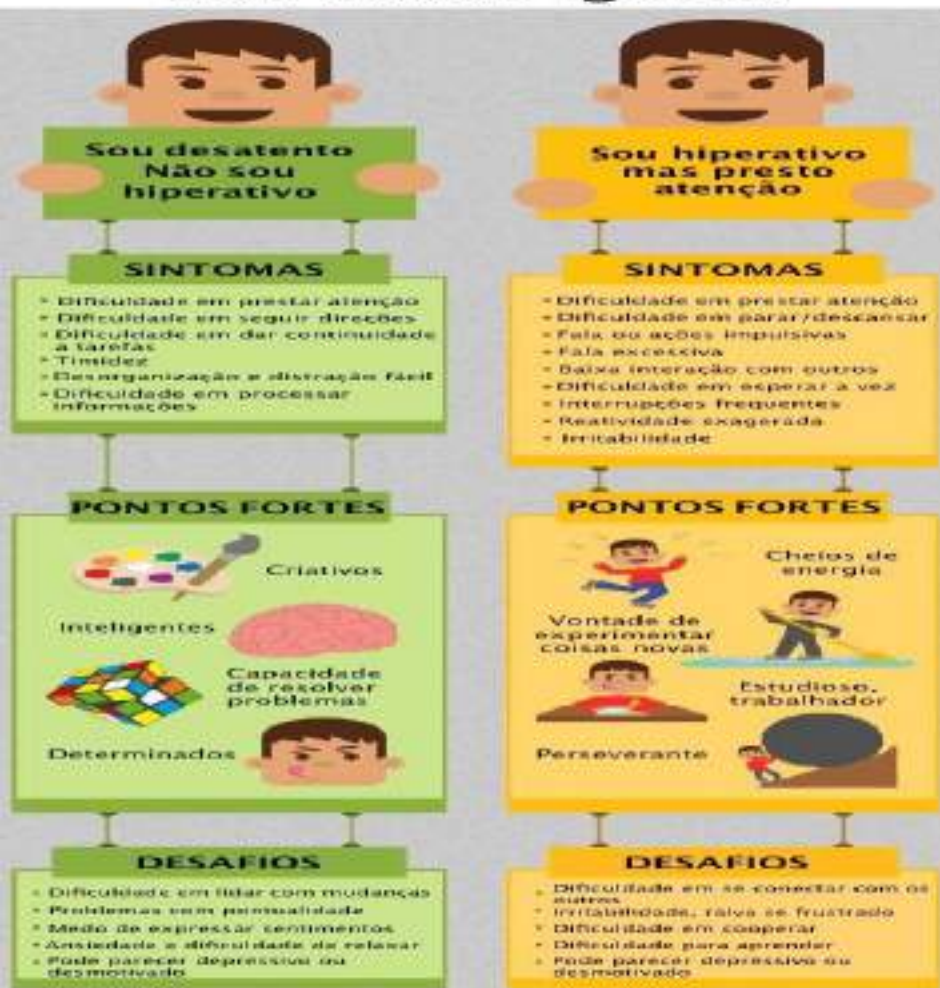 Sou desatento
Não sou
hiperativo
SINTOMAS
• Dificuldade em prestar atenção
• Dificuldade em seguir direções
• Dificuldade em dar continuidade
a tarefas
• Timidez
• Desorganização e distração fácil
• Dificuldade em processar
informações
PONTOS FORTES
Criativos
Inteligentes
Capacidade
de resolver
problemas
Determinados
DESAFIOS
• Dificuldade em lidar com mudanças
• Problemas com pontualidade
• Medo de expressar sentimentos
• Ansiedade e dificuldade de relaxar
• Pode parecer depressivo ou
desmotivado
Sou hiperativo
mas presto
atenção
SINTOMAS
• Dificuldade em prestar atenção
• Dificuldade em parar/descansar
• Fala ou ações impulsivas
• Fala excessiva
• Baixa interação com outros
• Dificuldade em esperar a vez
• Interrupções frequentes
• Reatividade exagerada
• Irritabilidade
PONTOS FORTES
Cheios de
energia
Vontade de
experimentar
coisas novas
Estudioso,
trabalhador
Perseverante
DESAFIOS
• Dificuldade em se conectar com os
outros
• Irritabilidade, raiva se frustrado
• Dificuldade em cooperar
• Dificuldade para aprender
• Pode parecer depressivo ou
desmotivado